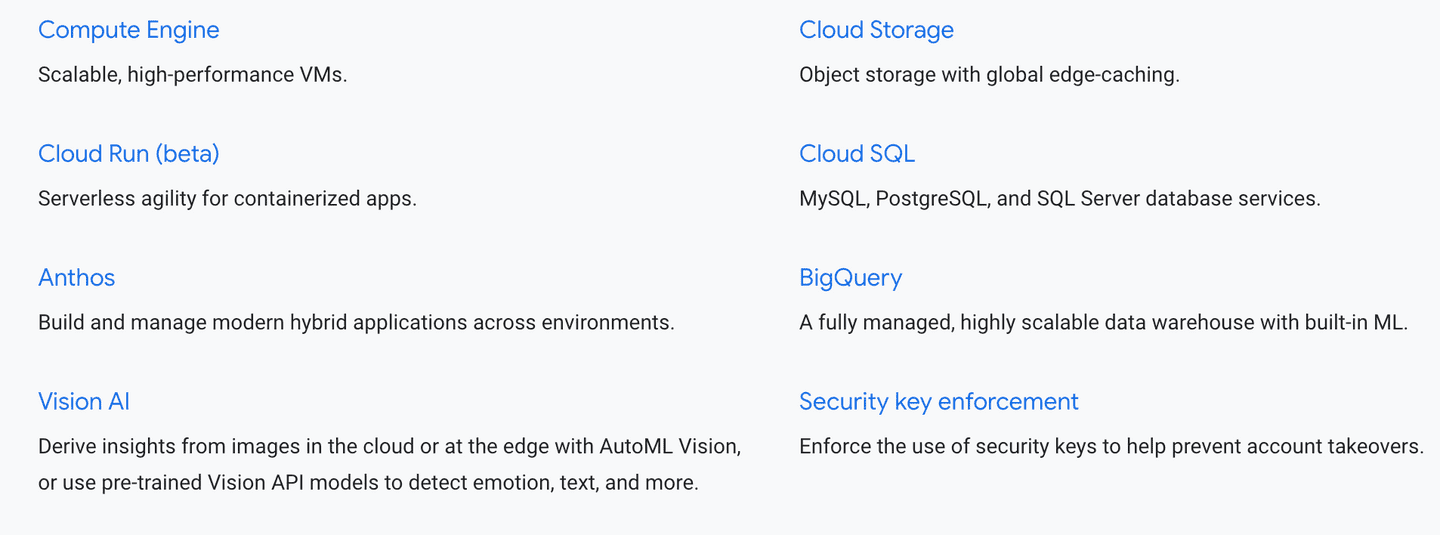 Compute Engine
Scalable, high-performance VMs.
Cloud Storage
Object storage with global edge-caching.
Cloud Run (beta)
Serverless agility for containerized apps.
Cloud SQL
MySQL, PostgreSQL, and SQL Server database services.
Anthos
Build and manage modern hybrid applications across environments.
BigQuery
A fully managed, highly scalable data warehouse with built-in ML.
Vision AI
Derive insights from images in the cloud or at the edge with AutoML Vision,
or use pre-trained Vision API models to detect emotion, text, and more.
Security key enforcement
Enforce the use of security keys to help prevent account takeovers.